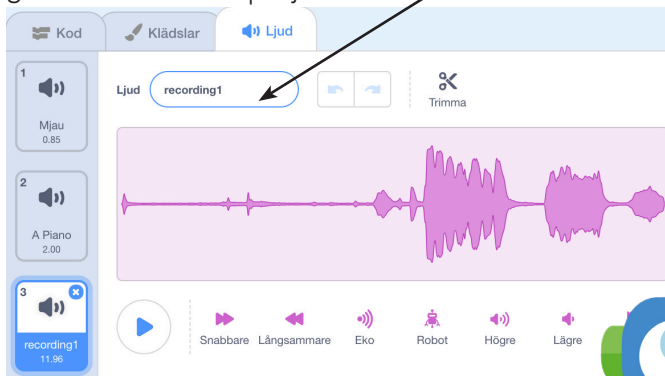 Kod
Klädslar
Ljud
1
Mjau
0.85
2
A Piano
2.00
3
recording1
11.96
Ljud
recording1
Trimma
Snabbare
Långsammare
Eko
Robot
Högre
Lägre